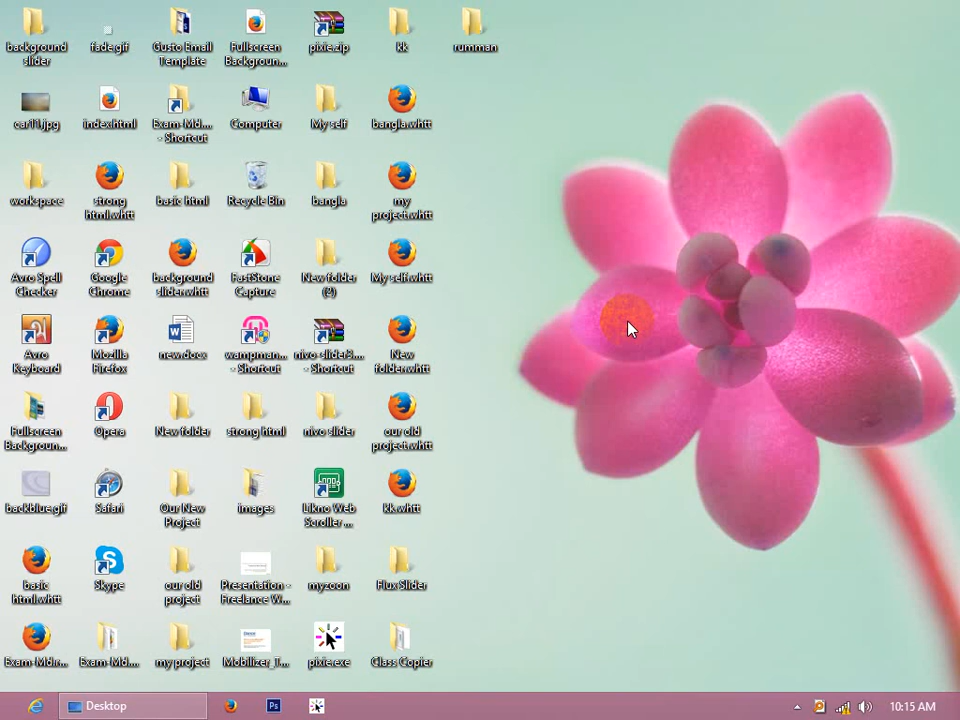 background
slider
fade.gif
Gusto Email
Template
Fullscreen
Backgroun...
pixie.zip
kk
rumman
car11.jpg
index.html
Exam-Md....
- Shortcut
Computer
My self
bangla.whtt
workspace
strong
html.whtt
basic html
Recycle Bin
bangla
my
project.whtt
Avro Spell
Checker
Google
Chrome
background
slider.whtt
FastStone
Capture
New folder
(2)
My self.whtt
Avro
Keyboard
Mozilla
Firefox
new.docx
wampman...
- Shortcut
nivo-slider3....
- Shortcut
New
folder.whtt
Fullscreen
Backgroun...
Opera
New folder
strong html
nivo slider
our old
project.whtt
backblue.gif
Safari
Our New
Project
images
Likno Web
Scroller ...
kk.whtt
basic
html.whtt
Skype
our old
project
Presentation -
Freelance W...
myzoon
Flux Slider
Exam-Mdlr...
Exam-Md....
my project
Mobilizer_T...
pixie.exe
Glass Copier
Desktop
Ps
10:15 AM